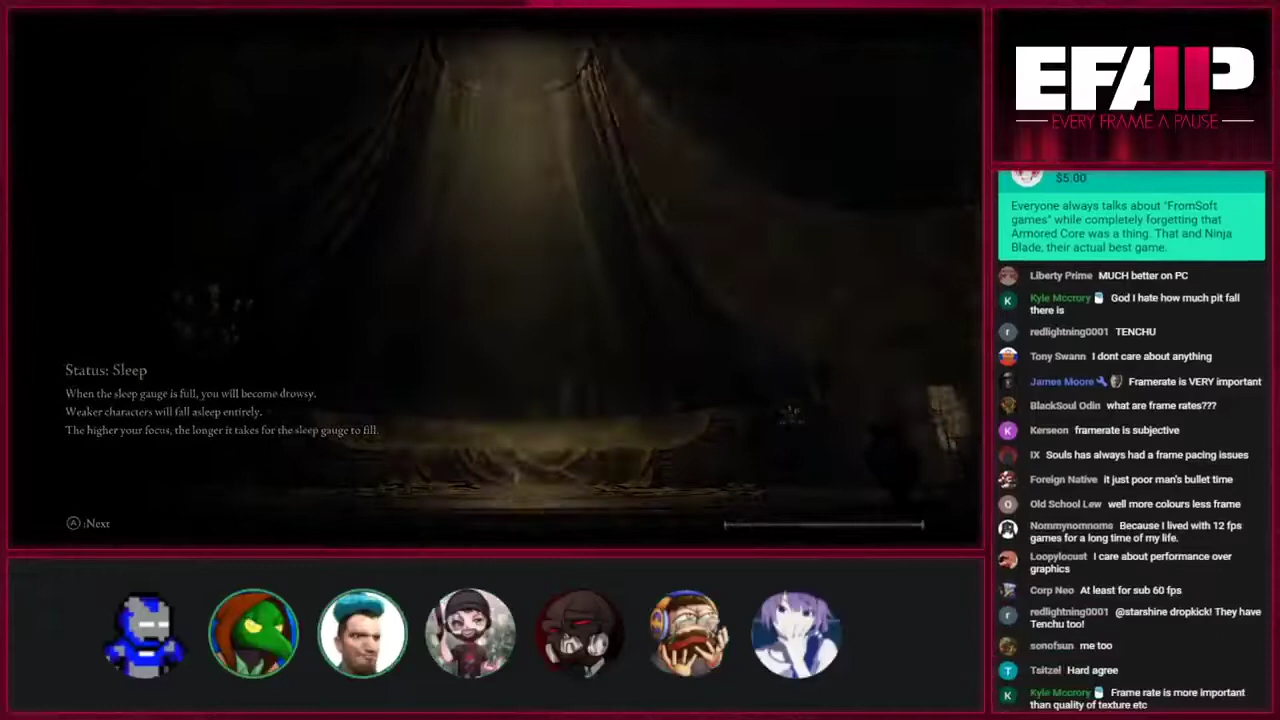 Status: Sleep
When the sleep gauge is full, you will become drowsy.
Weaker characters will fall asleep entirely.
The higher your focus, the longer it takes for the sleep gauge to fill.
A :Next
EFAP
EVERY FRAME A PAUSE
$5.00
Everyone always talks about "FromSoft
games" while completely forgetting that
Armored Core was a thing. That and Ninja
Blade, their actual best game.
Liberty Prime MUCH better on PC
K Kyle Mccrory God I hate how much pit fall
there is
r redlightning0001 TENCHU
Tony Swann I dont care about anything
James Moore Framerate is VERY important
BlackSoul Odin what are frame rates???
K Kerseon framerate is subjective
IX Souls has always had a frame pacing issues
Foreign Native it just poor man's bullet time
O Old School Lew well more colours less frame
Nommynomnoms Because I lived with 12 fps
games for a long time of my life.
Loopylocust I care about performance over
graphics
Corp Neo At least for sub 60 fps
r redlightning0001 @starshine dropkick! They have
Tenchu too!
sonofsun me too
T Tsitzel Hard agree
K Kyle Mccrory Frame rate is more important
than quality of texture etc